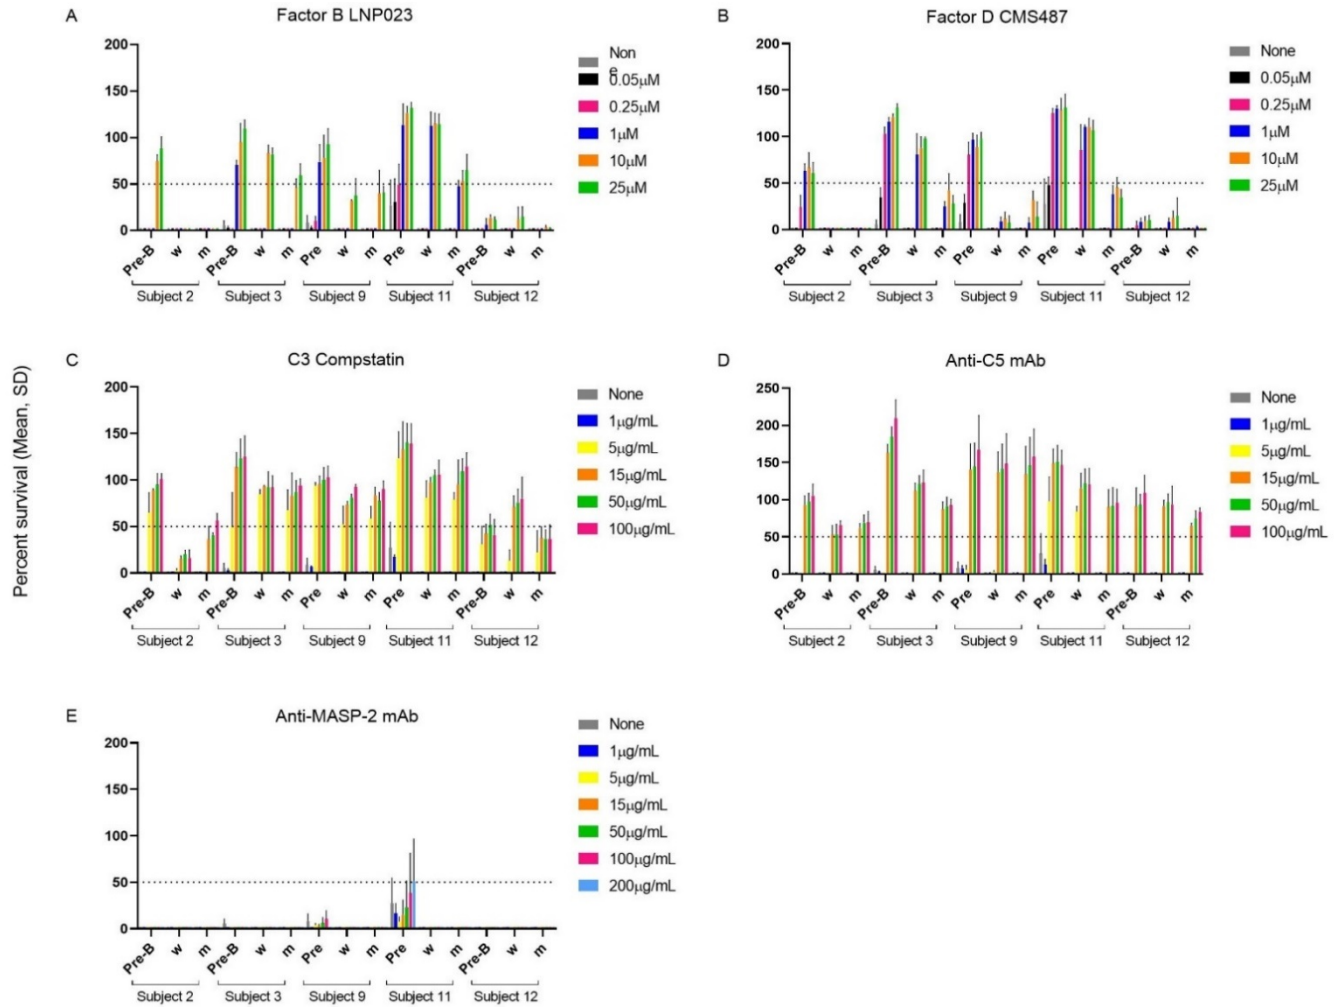 A
Factor B LNP023
200
150
100
50
0
Pre-B w m Pre-B w m Pre w m Pre w m Pre-B w m
Subject 2 Subject 3 Subject 9 Subject 11 Subject 12
Non
e
0.05µM
0.25µM
1µM
10µM
25µM
B
Factor D CMS487
200
150
100
50
0
Pre-B w m Pre-B w m Pre w m Pre w m Pre-B w m
Subject 2 Subject 3 Subject 9 Subject 11 Subject 12
None
0.05µM
0.25µM
1µM
10µM
25µM
Percent survival (Mean, SD)
C
C3 Compstatin
200
150
100
50
0
Pre-B w m Pre-B w m Pre w m Pre w m Pre-B w m
Subject 2 Subject 3 Subject 9 Subject 11 Subject 12
None
1µg/mL
5µg/mL
15µg/mL
50µg/mL
100µg/mL
D
Anti-C5 mAb
250
200
150
100
50
0
Pre-B w m Pre-B w m Pre w m Pre w m Pre-B w m
Subject 2 Subject 3 Subject 9 Subject 11 Subject 12
None
1µg/mL
5µg/mL
15µg/mL
50µg/mL
100µg/mL
E
Anti-MASP-2 mAb
200
150
100
50
0
Pre-B w m Pre-B w m Pre w m Pre w m Pre-B w m
Subject 2 Subject 3 Subject 9 Subject 11 Subject 12
None
1µg/mL
5µg/mL
15µg/mL
50µg/mL
100µg/mL
200µg/mL